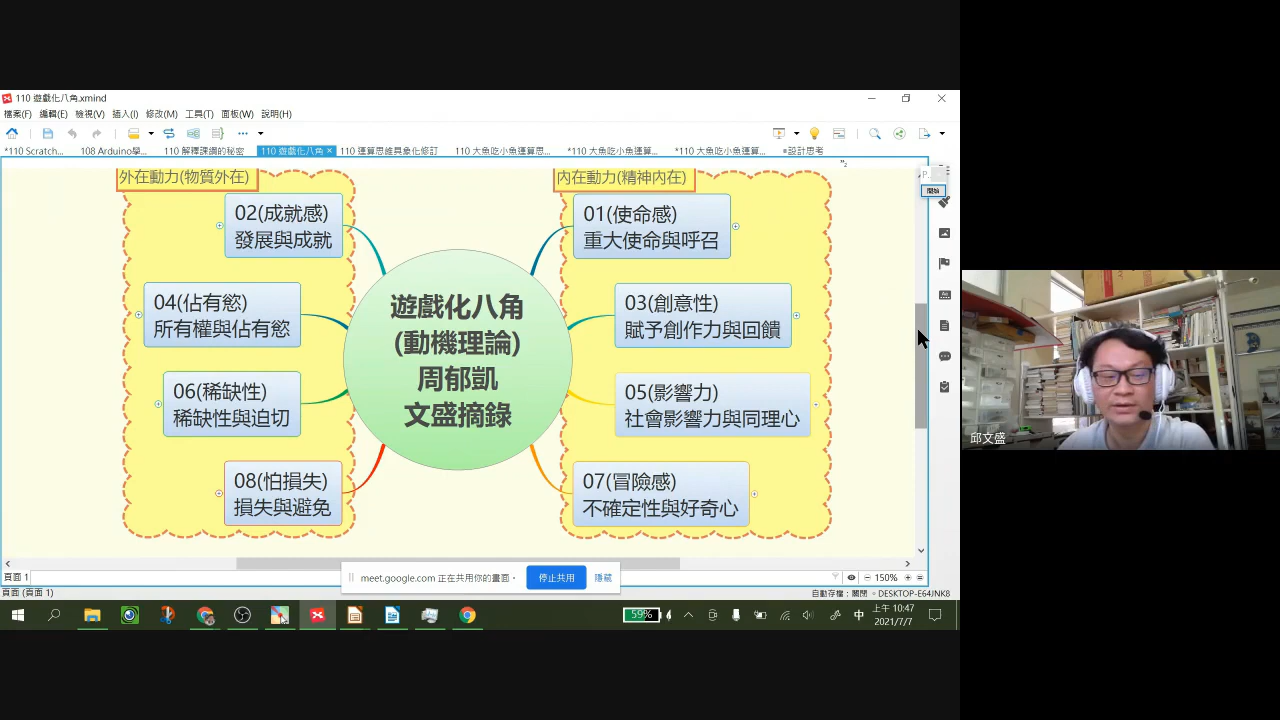 110 遊戲化八角.xmind
檔案(F) 編輯(E) 檢視(V) 插入(I) 修改(M) 工具(T) 面板(W) 說明(H)
*110 Scratch... 108 Arduino學... 110 解釋課綱的秘密 110 遊戲化八角 110 運算思維具象化修訂 110 大魚吃小魚運算思... *110 大魚吃小魚運算... *110 大魚吃小魚運算... 設計思考
外在動力(物質外在)
02(成就感)
發展與成就
04(佔有慾)
所有權與佔有慾
06(稀缺性)
稀缺性與迫切
08(怕損失)
損失與避免
遊戲化八角
(動機理論)
周郁凱
文盛摘錄
內在動力(精神內在)
01(使命感)
重大使命與呼召
03(創意性)
賦予創作力與回饋
05(影響力)
社會影響力與同理心
07(冒險感)
不確定性與好奇心
開始
邱文盛
頁面 1
150%
meet.google.com 正在共用你的畫面。 停止共用 隱藏
頁面 (頁面 1)
自動存檔：關閉 DESKTOP-E64JNK8
59%
中
上午 10:47
2021/7/7